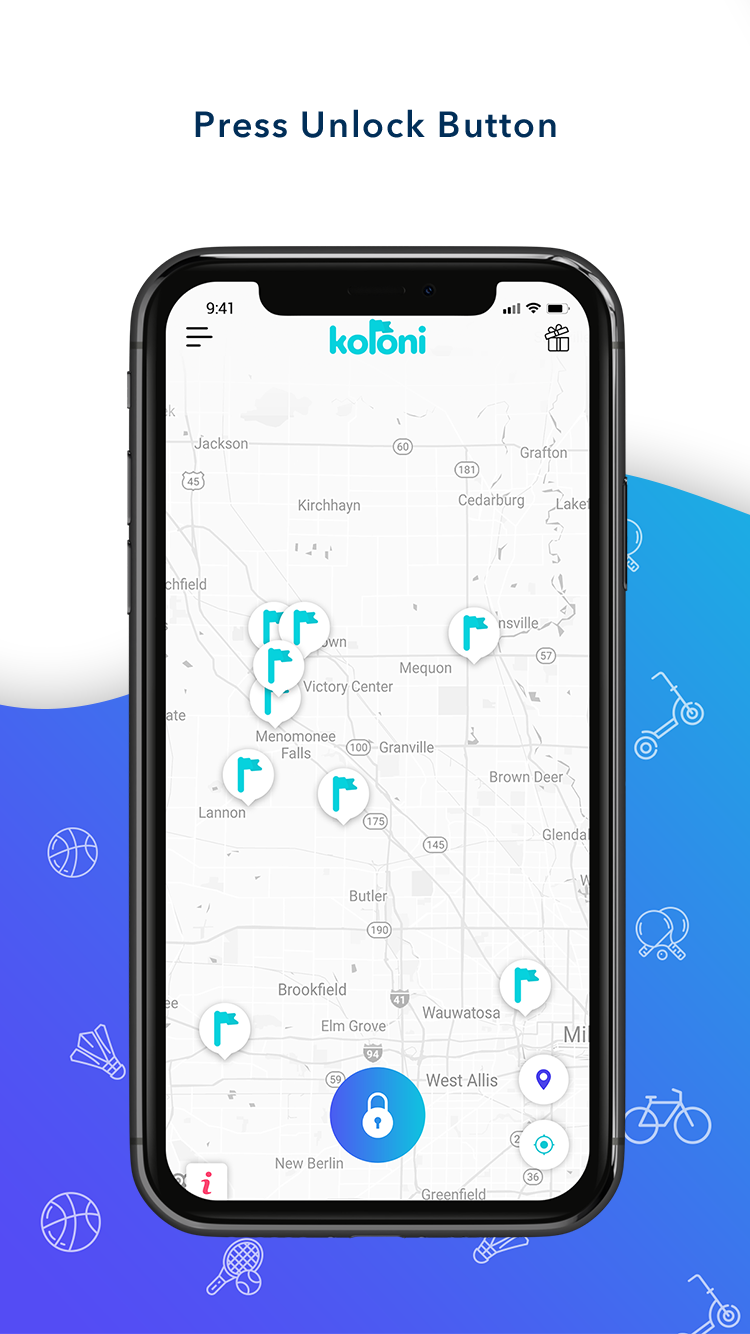 Press Unlock Button
9:41
koloni
Jackson
60
Grafton
181
45
Cedarburg
Kirchhayn
Lakef
chfield
nsville
own
57
Mequon
Victory Center
ate
Menomonee
Falls
100
Granville
Brown Deer
Lannon
175
Glendal
145
W
Butler
190
Brookfield
ee
41
Wauwatosa
Elm Grove
Mil
94
59
West Allis
New Berlin
36
i
Greenfield